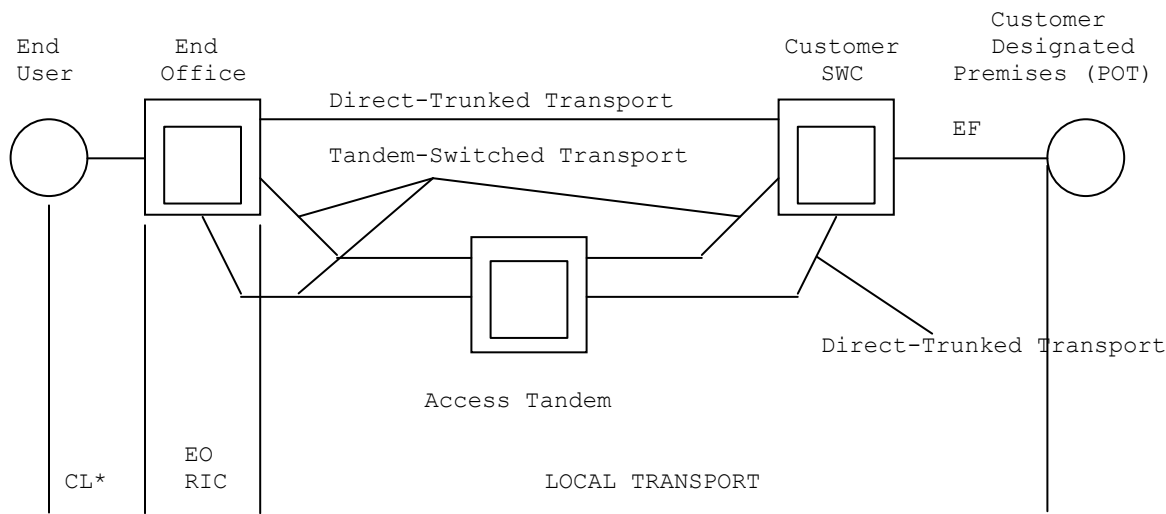 End
User
End
Office
Customer
SWC
Customer
Designated
Premises (POT)
Direct-Trunked Transport
EF
Tandem-Switched Transport
Direct-Trunked Transport
Access Tandem
CL*
EO
RIC
LOCAL TRANSPORT